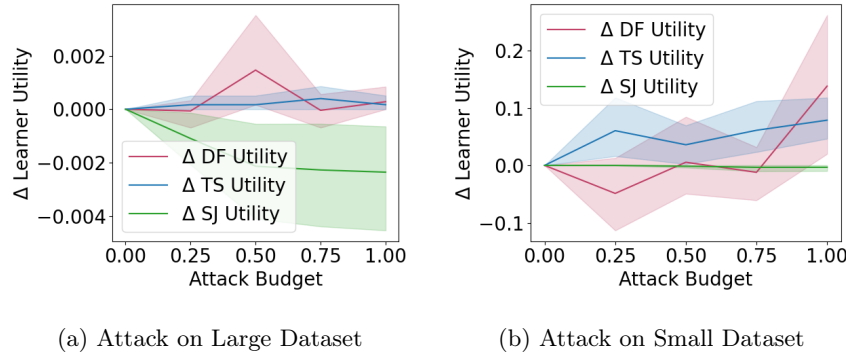 Δ Learner Utility
0.002
0.000
−0.002
−0.004
Δ DF Utility
Δ TS Utility
Δ SJ Utility
0.00 0.25 0.50 0.75 1.00
Attack Budget
(a) Attack on Large Dataset
Δ Learner Utility
0.2
0.1
0.0
−0.1
Δ DF Utility
Δ TS Utility
Δ SJ Utility
0.00 0.25 0.50 0.75 1.00
Attack Budget
(b) Attack on Small Dataset